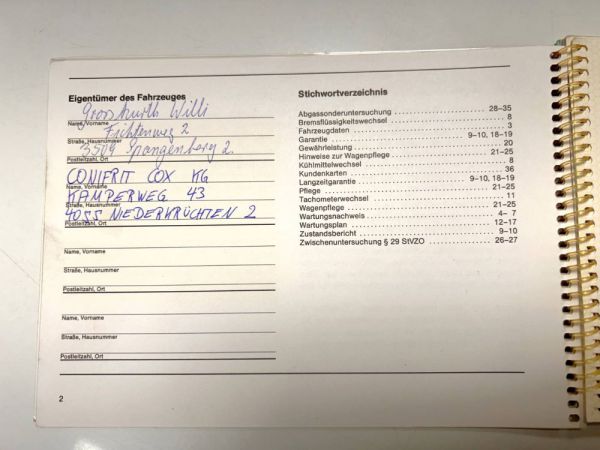 Eigentümer des Fahrzeuges
Grosskurth Willi
Name, Vorname
Fichtenweg 2
Straße, Hausnummer
3509 Spangenberg 2
Postleitzahl, Ort
CONIFRIT COX KG
Name, Vorname
KAMPERWEG 43
Straße, Hausnummer
4055 NIEDERKRÜCHTEN 2
Postleitzahl, Ort
Name, Vorname
Straße, Hausnummer
Postleitzahl, Ort
Name, Vorname
Straße, Hausnummer
Postleitzahl, Ort
2
Stichwortverzeichnis
Abgassonderuntersuchung 28–35
Bremsflüssigkeitswechsel 8
Fahrzeugdaten 3
Garantie 9–10, 18–19
Gewährleistung 20
Hinweise zur Wagenpflege 21–25
Kühlmittelwechsel 8
Kundenkarten 36
Langzeitgarantie 9–10, 18–19
Pflege 21–25
Tachometerwechsel 11
Wagenpflege 21–25
Wartungsnachweis 4– 7
Wartungsplan 12–17
Zustandsbericht 9–10
Zwischenuntersuchung § 29 StVZO 26–27